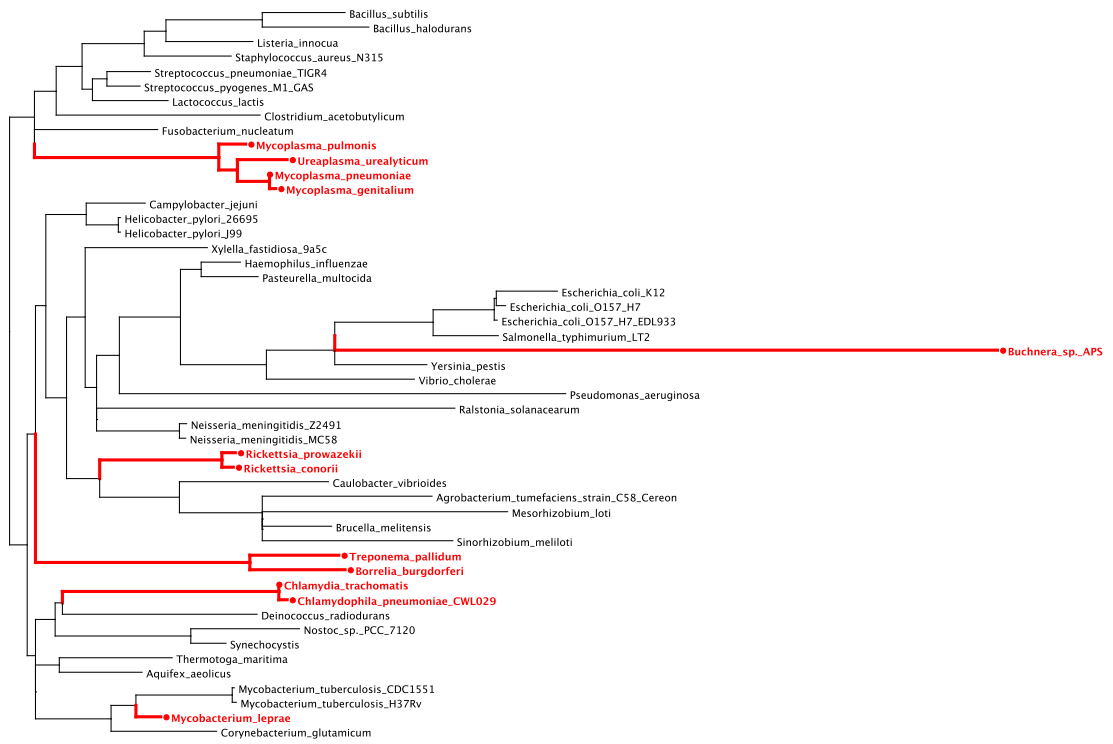 Bacillus_subtilis
Bacillus_halodurans
Listeria_innocua
Staphylococcus_aureus_N315
Streptococcus_pneumoniae_TIGR4
Streptococcus_pyogenes_M1_GAS
Lactococcus_lactis
Clostridium_acetobutylicum
Fusobacterium_nucleatum
Mycoplasma_pulmonis
Ureaplasma_urealyticum
Mycoplasma_pneumoniae
Mycoplasma_genitalium
Campylobacter_jejuni
Helicobacter_pylori_26695
Helicobacter_pylori_J99
Xylella_fastidiosa_9a5c
Haemophilus_influenzae
Pasteurella_multocida
Escherichia_coli_K12
Escherichia_coli_O157_H7
Escherichia_coli_O157_H7_EDL933
Salmonella_typhimurium_LT2
Buchnera_sp._APS
Yersinia_pestis
Vibrio_cholerae
Pseudomonas_aeruginosa
Ralstonia_solanacearum
Neisseria_meningitidis_Z2491
Neisseria_meningitidis_MC58
Rickettsia_prowazekii
Rickettsia_conorii
Caulobacter_vibrioides
Agrobacterium_tumefaciens_strain_C58_Cereon
Mesorhizobium_loti
Brucella_melitensis
Sinorhizobium_meliloti
Treponema_pallidum
Borrelia_burgdorferi
Chlamydia_trachomatis
Chlamydophila_pneumoniae_CWL029
Deinococcus_radiodurans
Nostoc_sp._PCC_7120
Synechocystis
Thermotoga_maritima
Aquifex_aeolicus
Mycobacterium_tuberculosis_CDC1551
Mycobacterium_tuberculosis_H37Rv
Mycobacterium_leprae
Corynebacterium_glutamicum